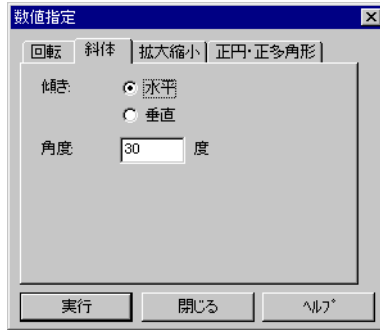 数値指定
回転 斜体 拡大縮小 正円・正多角形
傾き: 水平
垂直
角度: 30 度
実行 閉じる ﾍﾙﾌﾟ